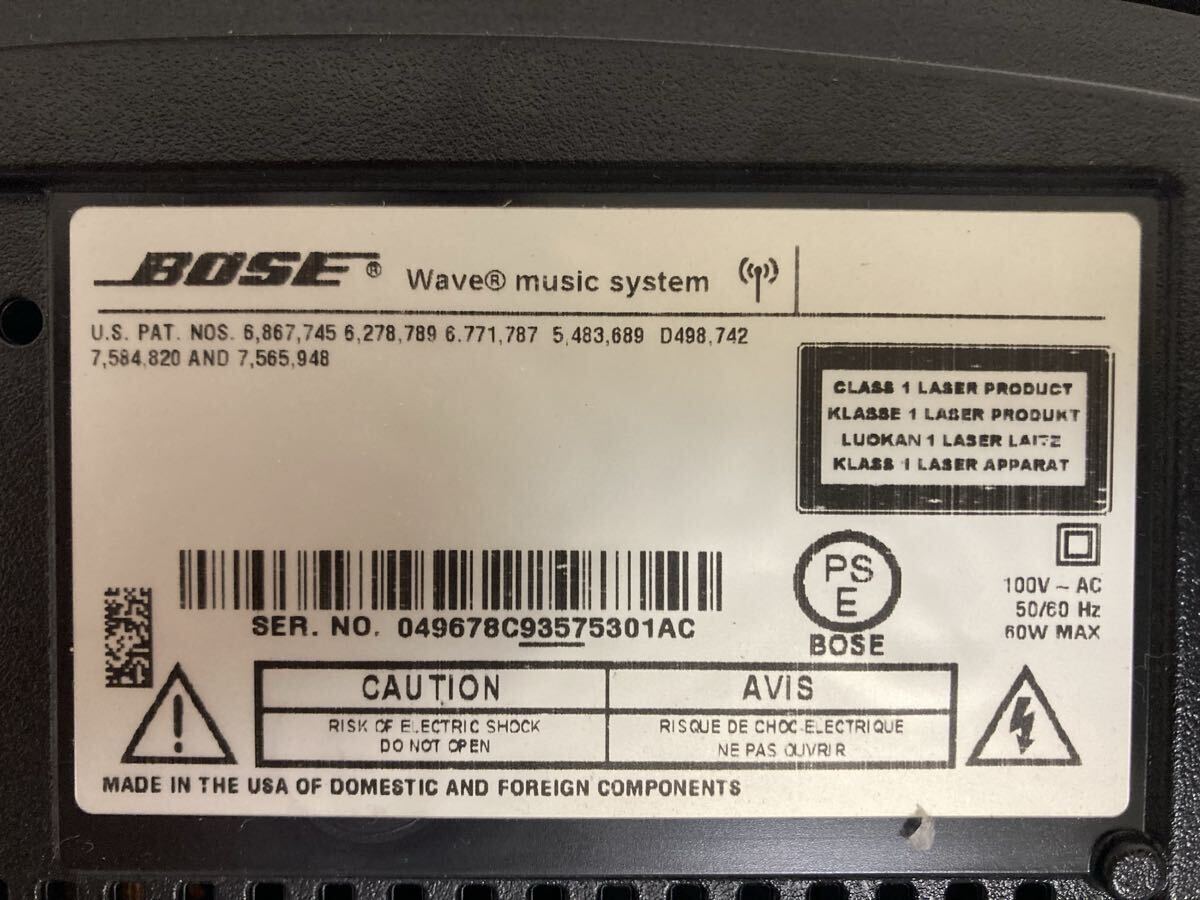 BOSE® Wave® music system
U.S. PAT. NOS. 6,867,745 6,278,789 6.771,787 5,483,689 D498,742
7,584,820 AND 7,565,948
CLASS 1 LASER PRODUCT
KLASSE 1 LASER PRODUKT
LUOKAN 1 LASER LAITE
KLASS 1 LASER APPARAT
PS
E
BOSE
100V ~ AC
50/60 Hz
60W MAX
SER. NO. 049678C93575301AC
CAUTION
RISK OF ELECTRIC SHOCK
DO NOT OPEN
AVIS
RISQUE DE CHOC ELECTRIQUE
NE PAS OUVRIR
MADE IN THE USA OF DOMESTIC AND FOREIGN COMPONENTS